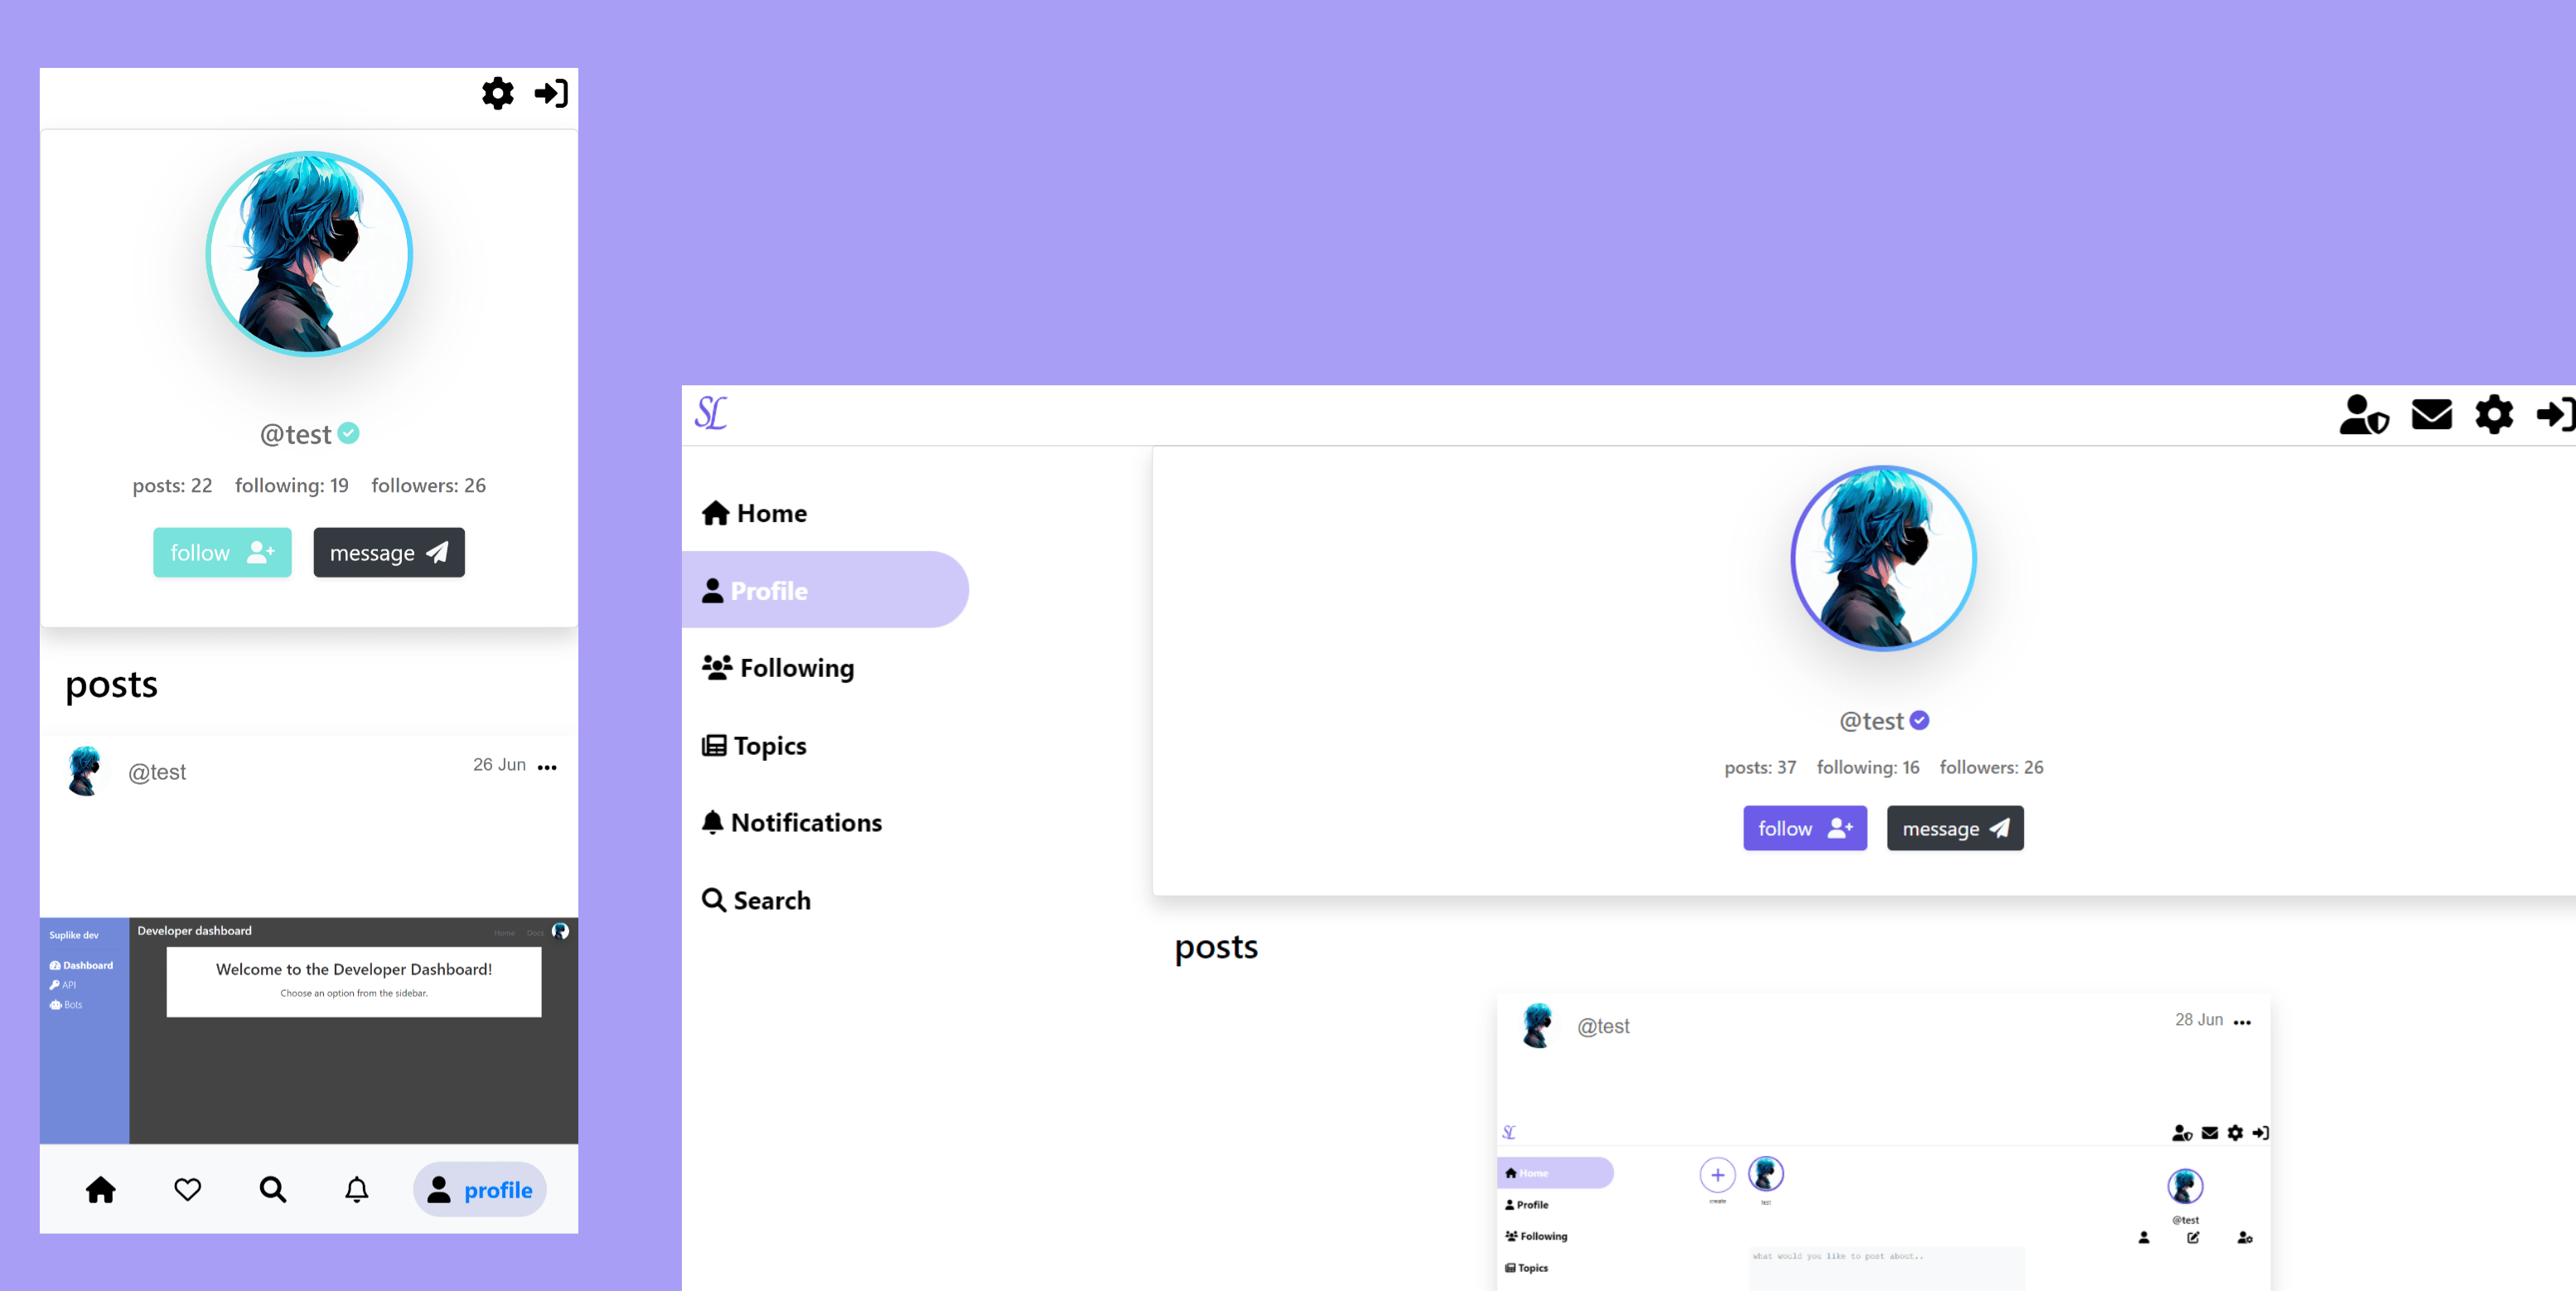 @test
posts: 22 following: 19 followers: 26
follow message
posts
@test 26 Jun
Suplike dev
Developer dashboard
Home Docs
Dashboard
API
Bots
Welcome to the Developer Dashboard!
Choose an option from the sidebar.
profile
SL
Home
Profile
Following
Topics
Notifications
Search
@test
posts: 37 following: 16 followers: 26
follow message
posts
@test 28 Jun
SL
Home
Profile
Following
Topics
create
test
@test
what would you like to post about..